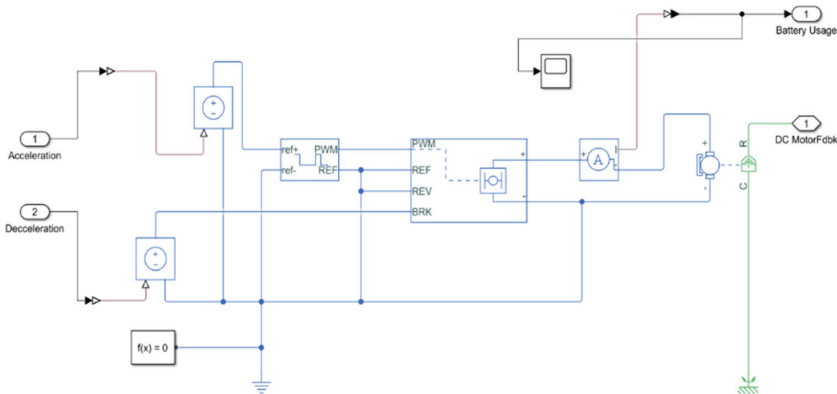 1
Battery Usage
1
Acceleration
ref+ PWM
ref- REF
PWM
REF
REV
BRK
+
-
+ A I
-
+
-
R
C
1
DC MotorFdbk
2
Decceleration
f(x) = 0